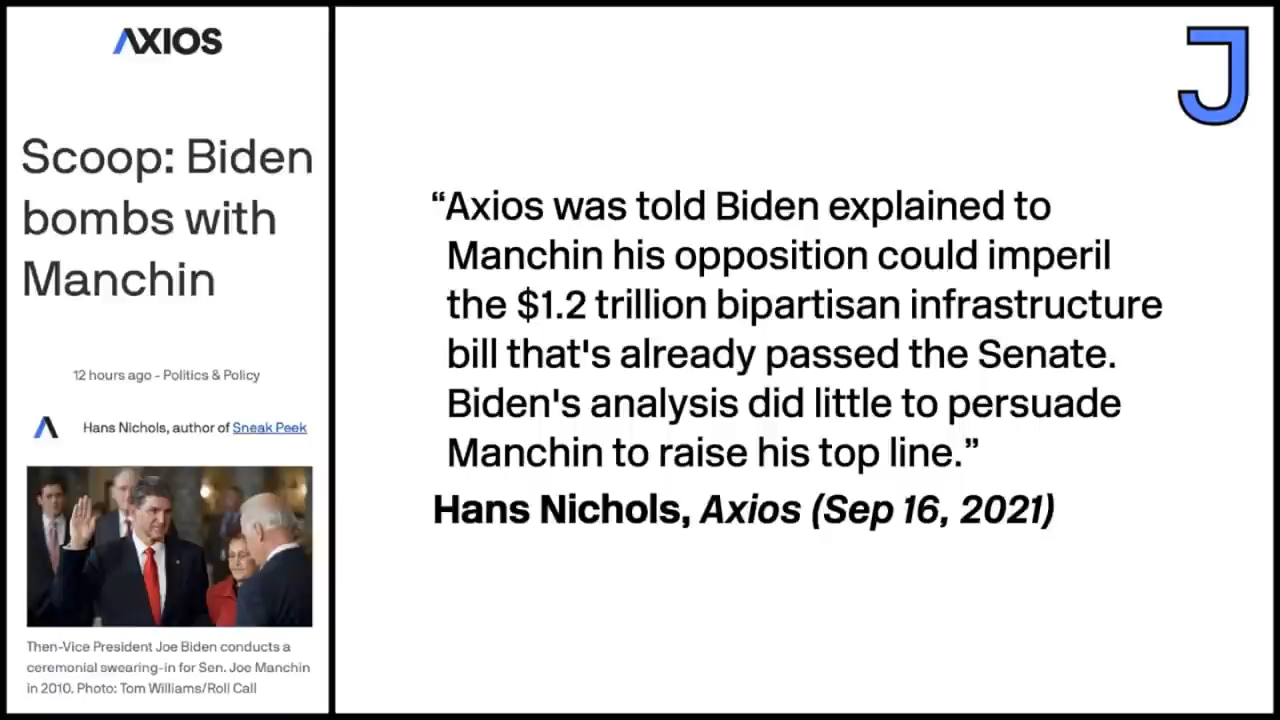 AXIOS
Scoop: Biden
bombs with
Manchin
12 hours ago - Politics & Policy
Hans Nichols, author of Sneak Peek
Then-Vice President Joe Biden conducts a
ceremonial swearing-in for Sen. Joe Manchin
in 2010. Photo: Tom Williams/Roll Call
J
“Axios was told Biden explained to
Manchin his opposition could imperil
the $1.2 trillion bipartisan infrastructure
bill that's already passed the Senate.
Biden's analysis did little to persuade
Manchin to raise his top line.”
Hans Nichols, Axios (Sep 16, 2021)